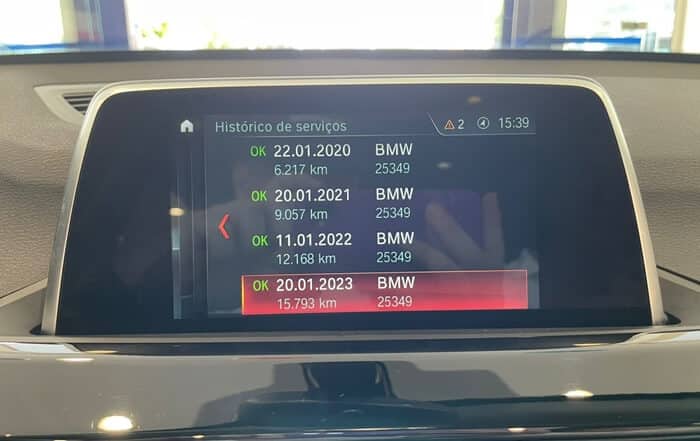 Histórico de serviços 2 15:39
OK 22.01.2020 BMW
6.217 km 25349
OK 20.01.2021 BMW
9.057 km 25349
OK 11.01.2022 BMW
12.168 km 25349
OK 20.01.2023 BMW
15.793 km 25349